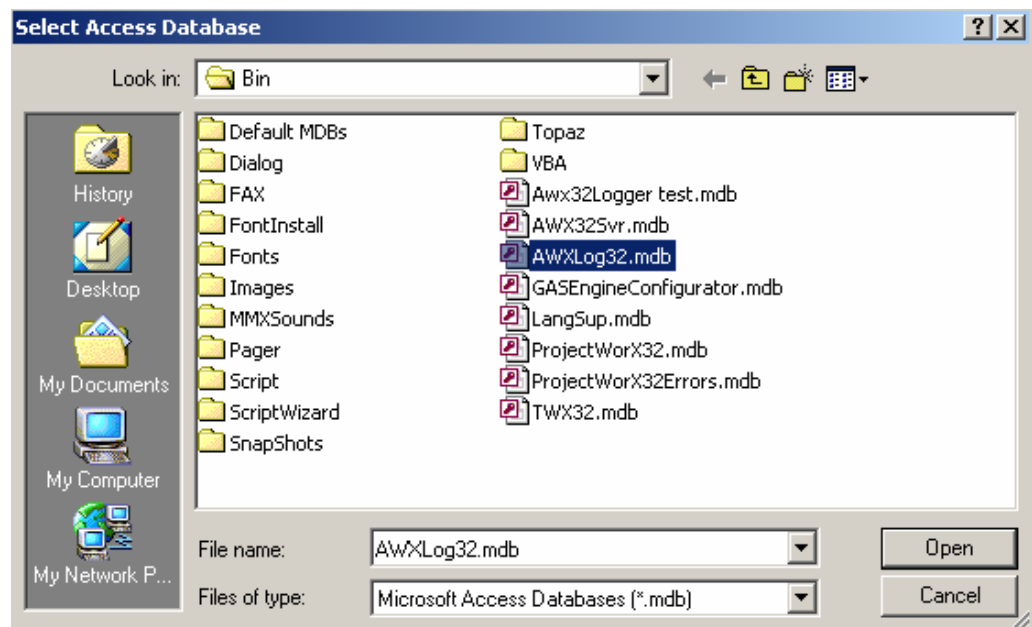 Select Access Database
Look in: Bin
History
Desktop
My Documents
My Computer
My Network P...
Default MDBs
Dialog
FAX
FontInstall
Fonts
Images
MMXSounds
Pager
Script
ScriptWizard
SnapShots
Topaz
VBA
Awx32Logger test.mdb
AWX32Svr.mdb
AWXLog32.mdb
GASEngineConfigurator.mdb
LangSup.mdb
ProjectWorX32.mdb
ProjectWorX32Errors.mdb
TWX32.mdb
File name: AWXLog32.mdb Open
Files of type: Microsoft Access Databases (*.mdb) Cancel